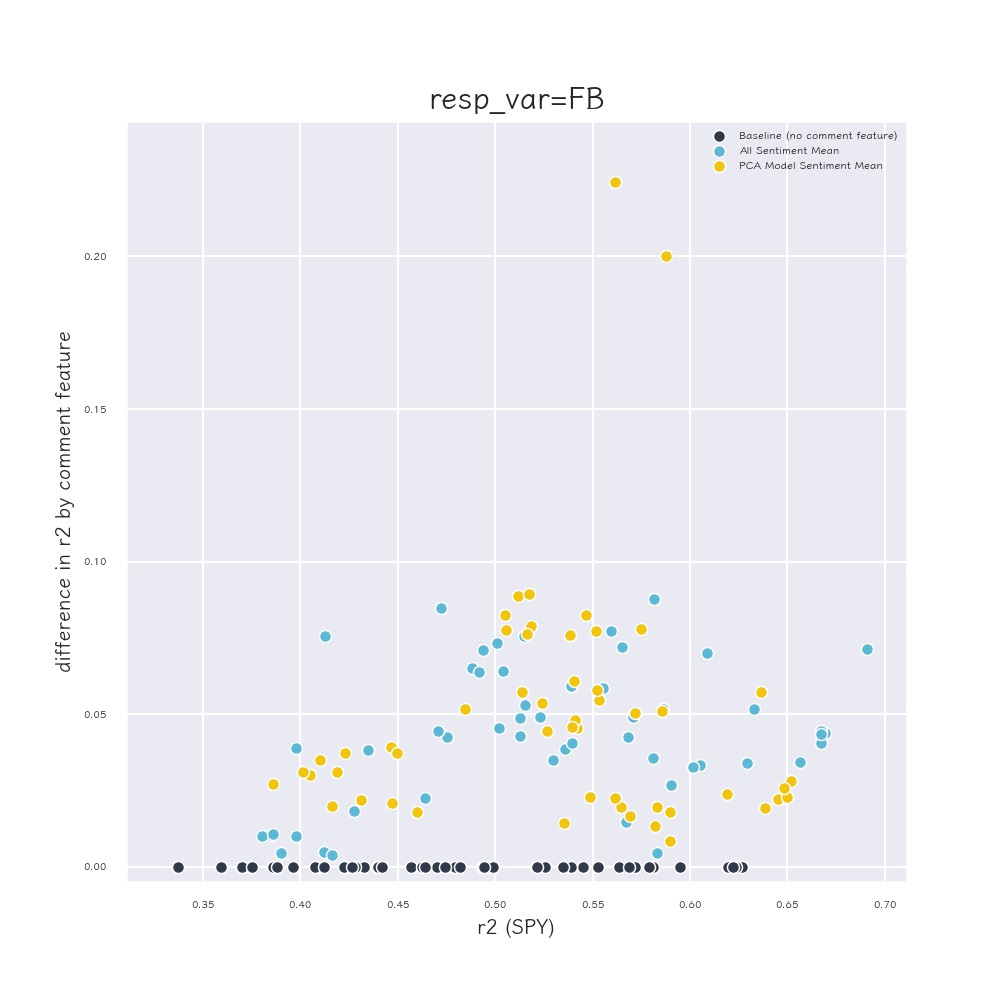 resp_var=FB
Baseline (no comment feature)
All Sentiment Mean
PCA Model Sentiment Mean
difference in r2 by comment feature
0.20
0.15
0.10
0.05
0.00
0.35 0.40 0.45 0.50 0.55 0.60 0.65 0.70
r2 (SPY)